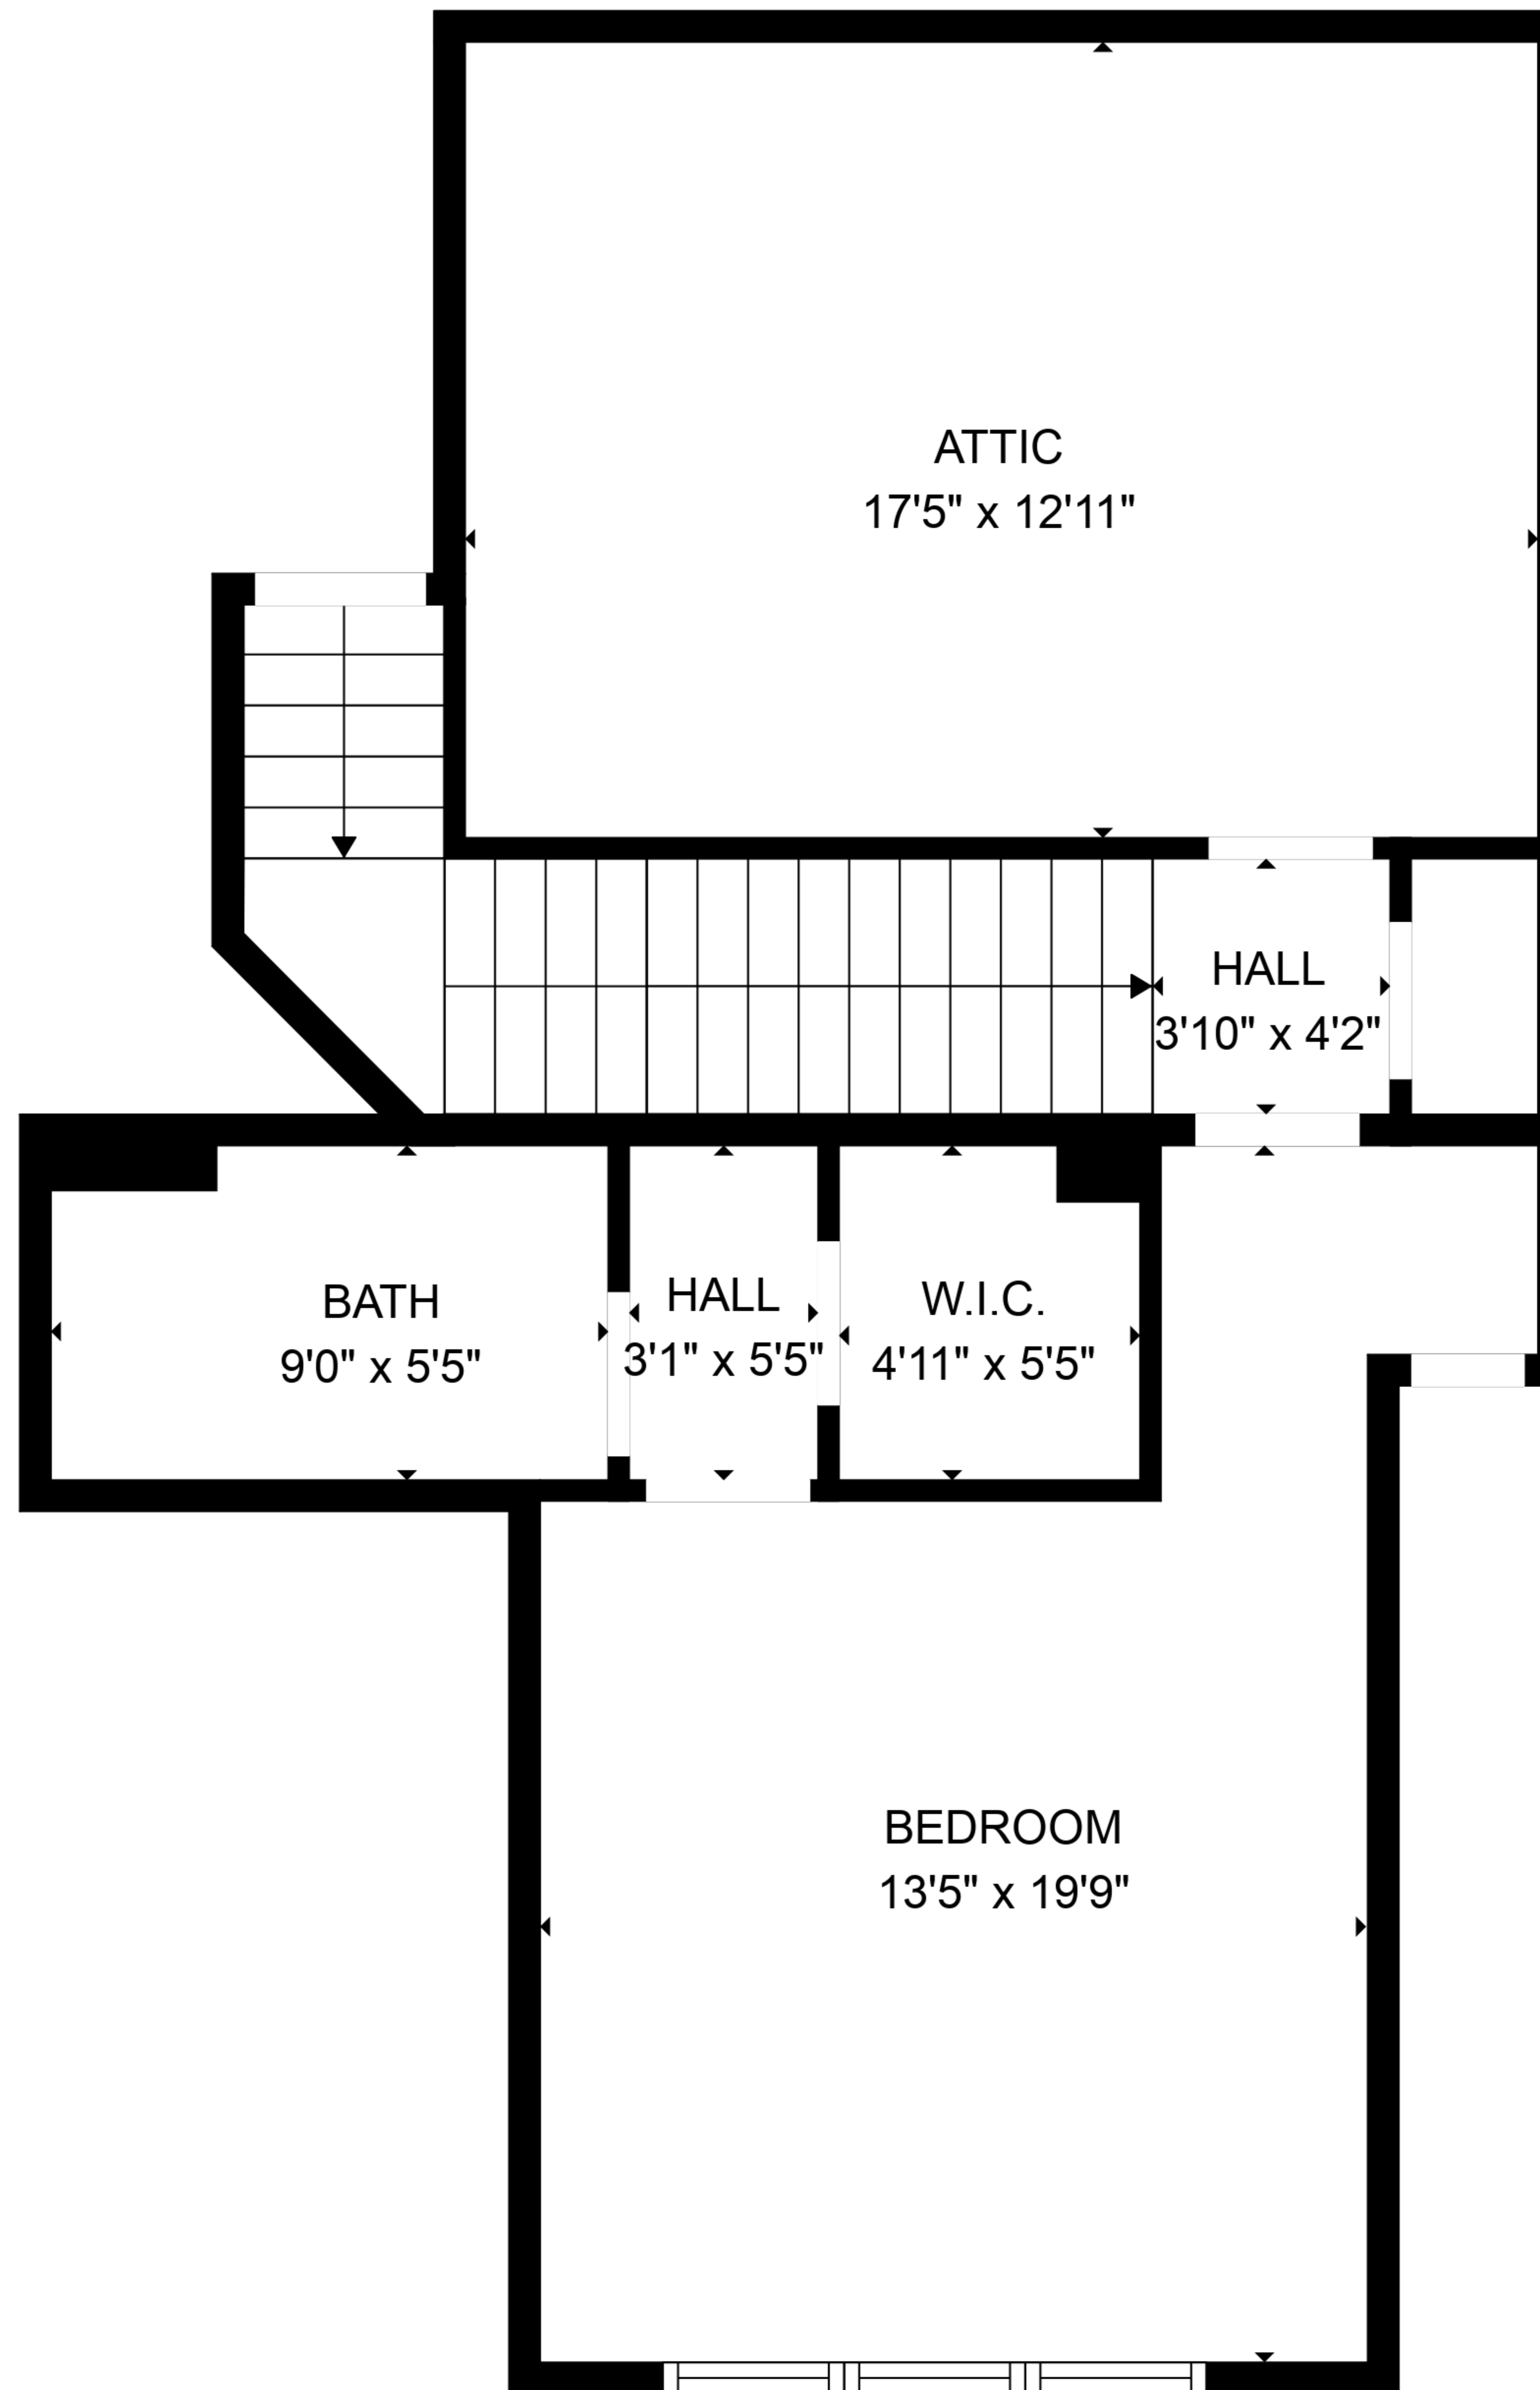 ATTIC
17'5" x 12'11"
HALL
3'10" x 4'2"
BATH
9'0" x 5'5"
HALL
3'1" x 5'5"
W.I.C.
4'11" x 5'5"
BEDROOM
13'5" x 19'9"